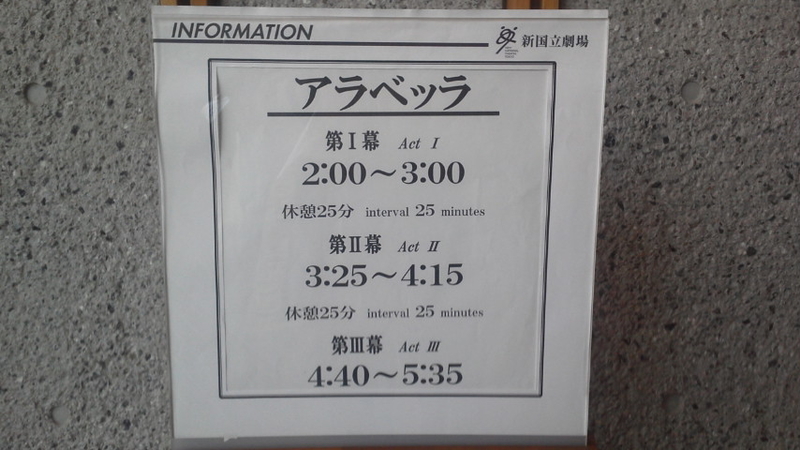 INFORMATION
新国立劇場
アラベッラ
第Ⅰ幕 Act I
2:00～3:00
休憩25分 interval 25 minutes
第Ⅱ幕 Act II
3:25～4:15
休憩25分 interval 25 minutes
第Ⅲ幕 Act III
4:40～5:35